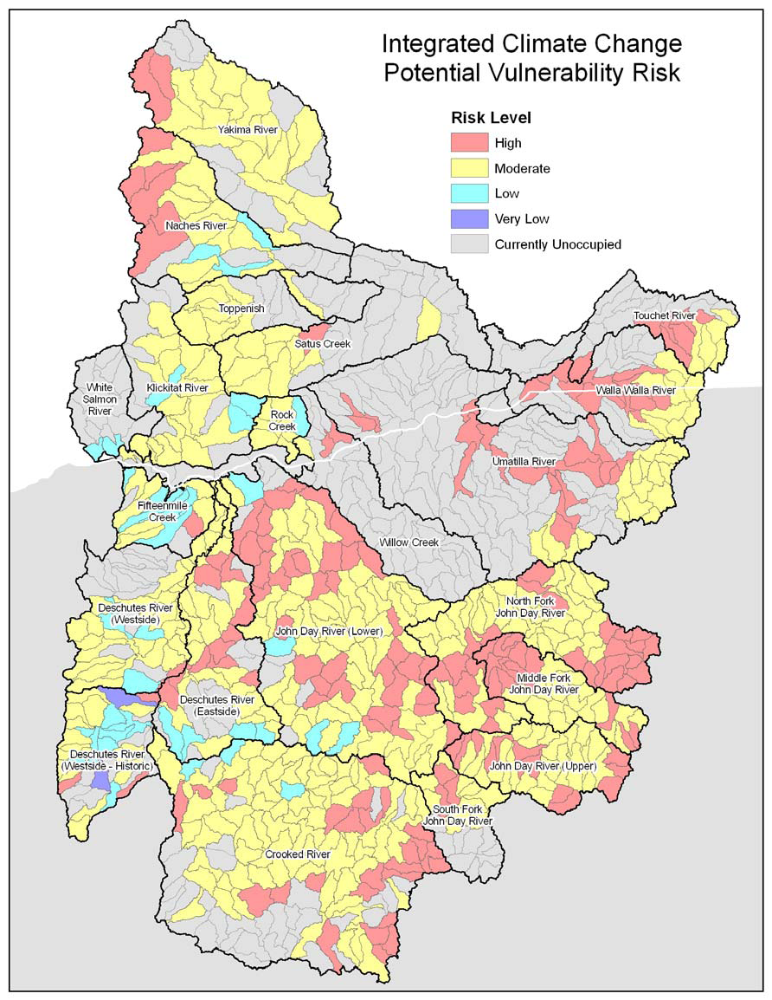 Integrated Climate Change
Potential Vulnerability Risk
Risk Level
High
Moderate
Low
Very Low
Currently Unoccupied
Yakima River
Naches River
Toppenish
Touchet River
Satus Creek
White
Salmon
River
Klickitat River
Walla Walla River
Rock
Creek
Umatilla River
Fifteenmile
Creek
Willow Creek
North Fork
John Day River
Deschutes River
(Westside)
John Day River (Lower)
Middle Fork
John Day River
Deschutes River
(Eastside)
Deschutes River
(Westside - Historic)
John Day River (Upper)
South Fork
John Day River
Crooked River